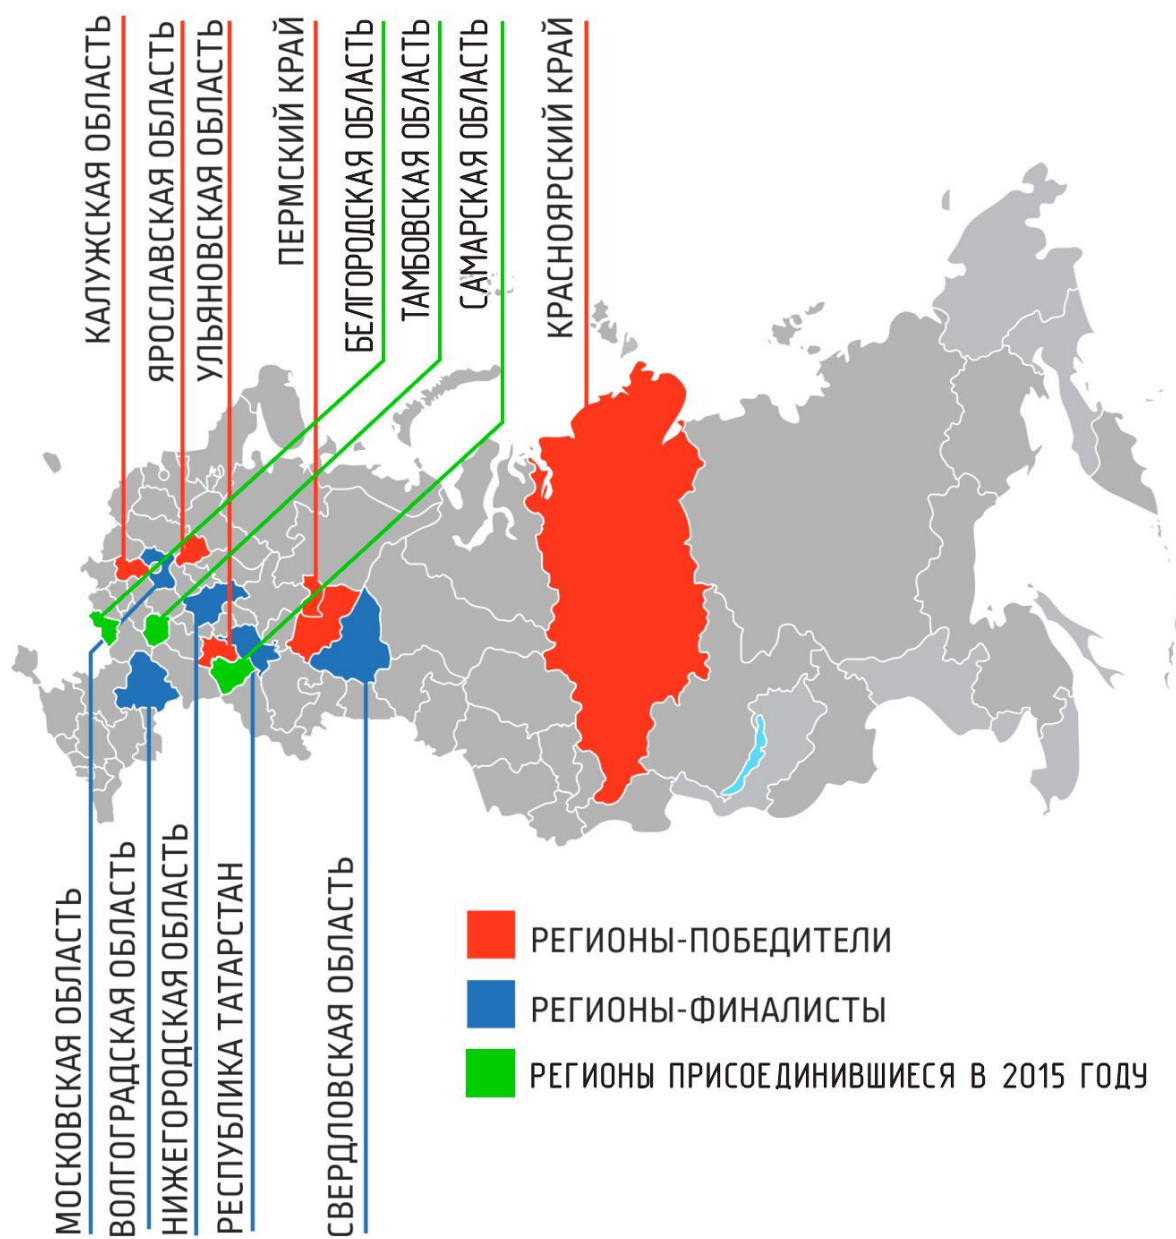 КАЛУЖСКАЯ ОБЛАСТЬ
ЯРОСЛАВСКАЯ ОБЛАСТЬ
УЛЬЯНОВСКАЯ ОБЛАСТЬ
ПЕРМСКИЙ КРАЙ
БЕЛГОРОДСКАЯ ОБЛАСТЬ
ТАМБОВСКАЯ ОБЛАСТЬ
САМАРСКАЯ ОБЛАСТЬ
КРАСНОЯРСКИЙ КРАЙ
МОСКОВСКАЯ ОБЛАСТЬ
ВОЛГОГРАДСКАЯ ОБЛАСТЬ
НИЖЕГОРОДСКАЯ ОБЛАСТЬ
РЕСПУБЛИКА ТАТАРСТАН
СВЕРДЛОВСКАЯ ОБЛАСТЬ
РЕГИОНЫ-ПОБЕДИТЕЛИ
РЕГИОНЫ-ФИНАЛИСТЫ
РЕГИОНЫ ПРИСОЕДИНИВШИЕСЯ В 2015 ГОДУ